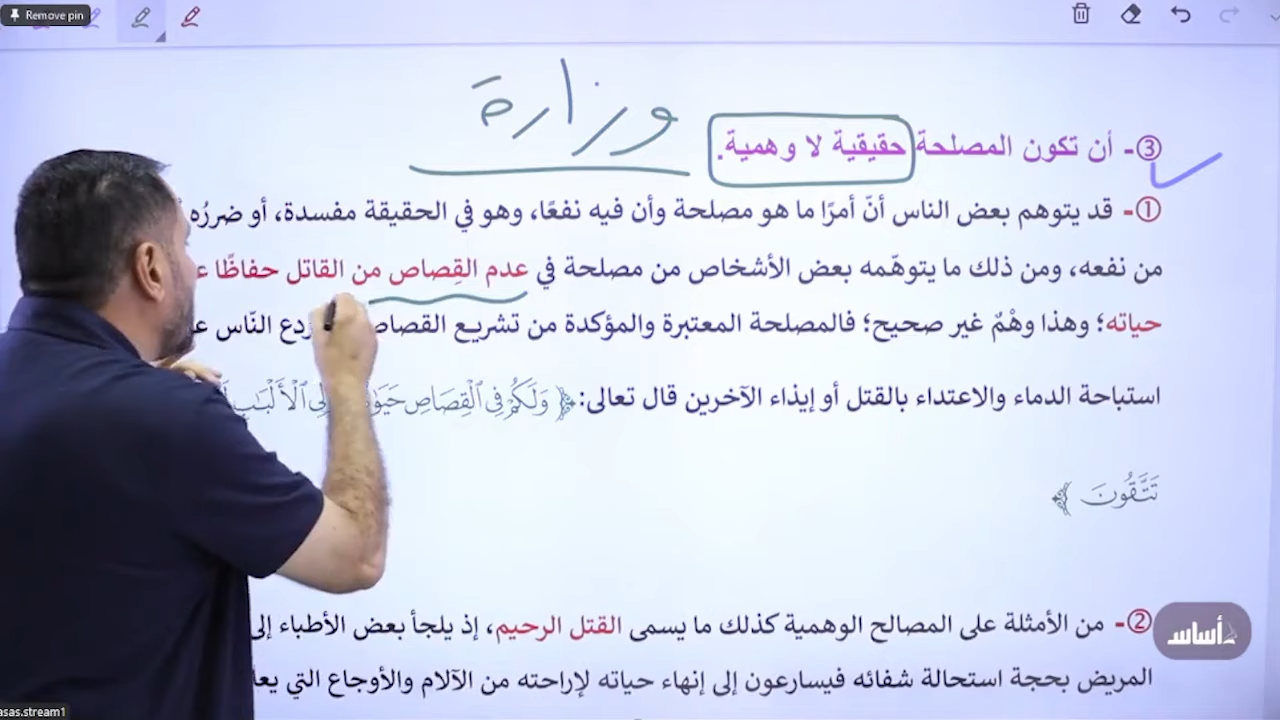 Remove pin
وزارة
③- أن تكون المصلحة حقيقية لا وهمية.
①- قد يتوهم بعض الناس أنّ أمرًا ما هو مصلحة وأن فيه نفعًا، وهو في الحقيقة مفسدة، أو ضررُه
من نفعه، ومن ذلك ما يتوهّمه بعض الأشخاص من مصلحة في عدم القِصاص من القاتل حفاظًا
حياته؛ وهذا وهْمٌ غير صحيح؛ فالمصلحة المعتبرة والمؤكدة من تشريع القصاص ردع النّاس
استباحة الدماء والاعتداء بالقتل أو إيذاء الآخرين قال تعالى: ﴿ وَلَكُمْ فِي ٱلْقِصَاصِ حَيَوٰ ٱلْأَلْبَٰبِ
تَتَّقُونَ ﴾
②- من الأمثلة على المصالح الوهمية كذلك ما يسمى القتل الرحيم، إذ يلجأ بعض الأطباء إلى
المريض بحجة استحالة شفائه فيسارعون إلى إنهاء حياته لإراحته من الآلام والأوجاع التي
أساس
asas.stream1